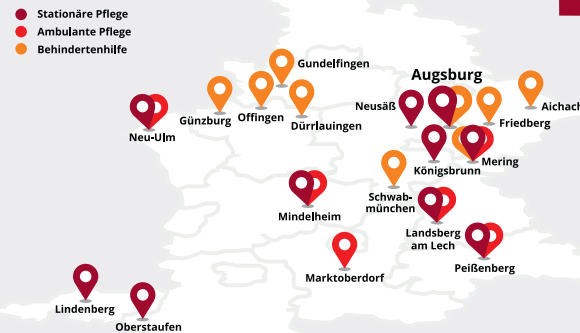 Stationäre Pflege
Ambulante Pflege
Behindertenhilfe
Gundelfingen
Augsburg
Neusäß
Aichach
Günzburg
Offingen
Dürrlauingen
Friedberg
Neu-Ulm
Königsbrunn
Mering
Schwab-
münchen
Mindelheim
Landsberg
am Lech
Marktoberdorf
Peißenberg
Lindenberg
Oberstaufen